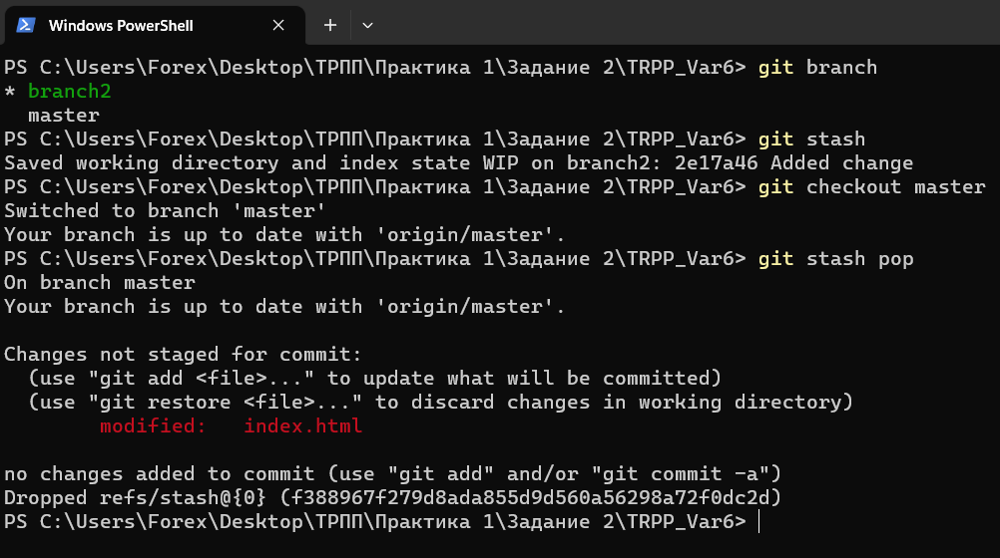 Windows PowerShell
PS C:\Users\Forex\Desktop\ТРПП\Практика 1\Задание 2\TRPP_Var6> git branch
* branch2
  master
PS C:\Users\Forex\Desktop\ТРПП\Практика 1\Задание 2\TRPP_Var6> git stash
Saved working directory and index state WIP on branch2: 2e17a46 Added change
PS C:\Users\Forex\Desktop\ТРПП\Практика 1\Задание 2\TRPP_Var6> git checkout master
Switched to branch 'master'
Your branch is up to date with 'origin/master'.
PS C:\Users\Forex\Desktop\ТРПП\Практика 1\Задание 2\TRPP_Var6> git stash pop
On branch master
Your branch is up to date with 'origin/master'.

Changes not staged for commit:
  (use "git add <file>..." to update what will be committed)
  (use "git restore <file>..." to discard changes in working directory)
        modified:   index.html

no changes added to commit (use "git add" and/or "git commit -a")
Dropped refs/stash@{0} (f388967f279d8ada855d9d560a56298a72f0dc2d)
PS C:\Users\Forex\Desktop\ТРПП\Практика 1\Задание 2\TRPP_Var6>